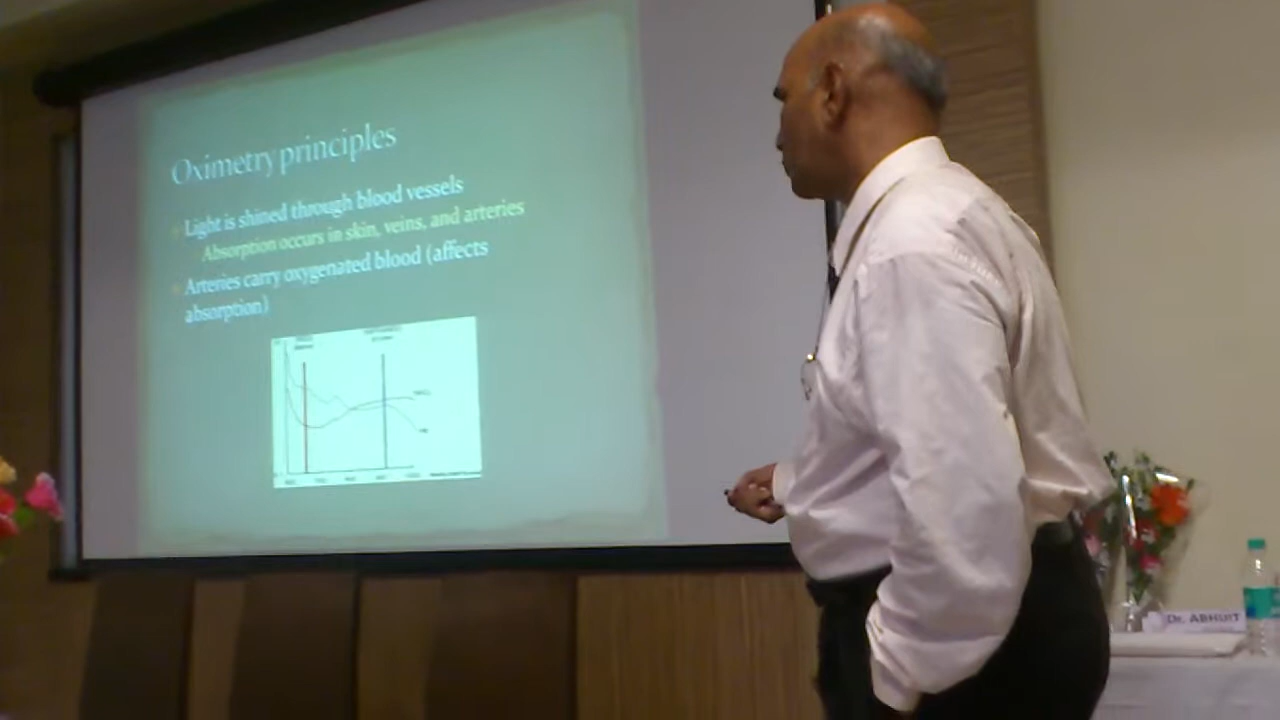 Oximetry principles
Light is shined through blood vessels
Absorption occurs in skin, veins, and arteries
Arteries carry oxygenated blood (affects
absorption)
Dr. ABHIJIT